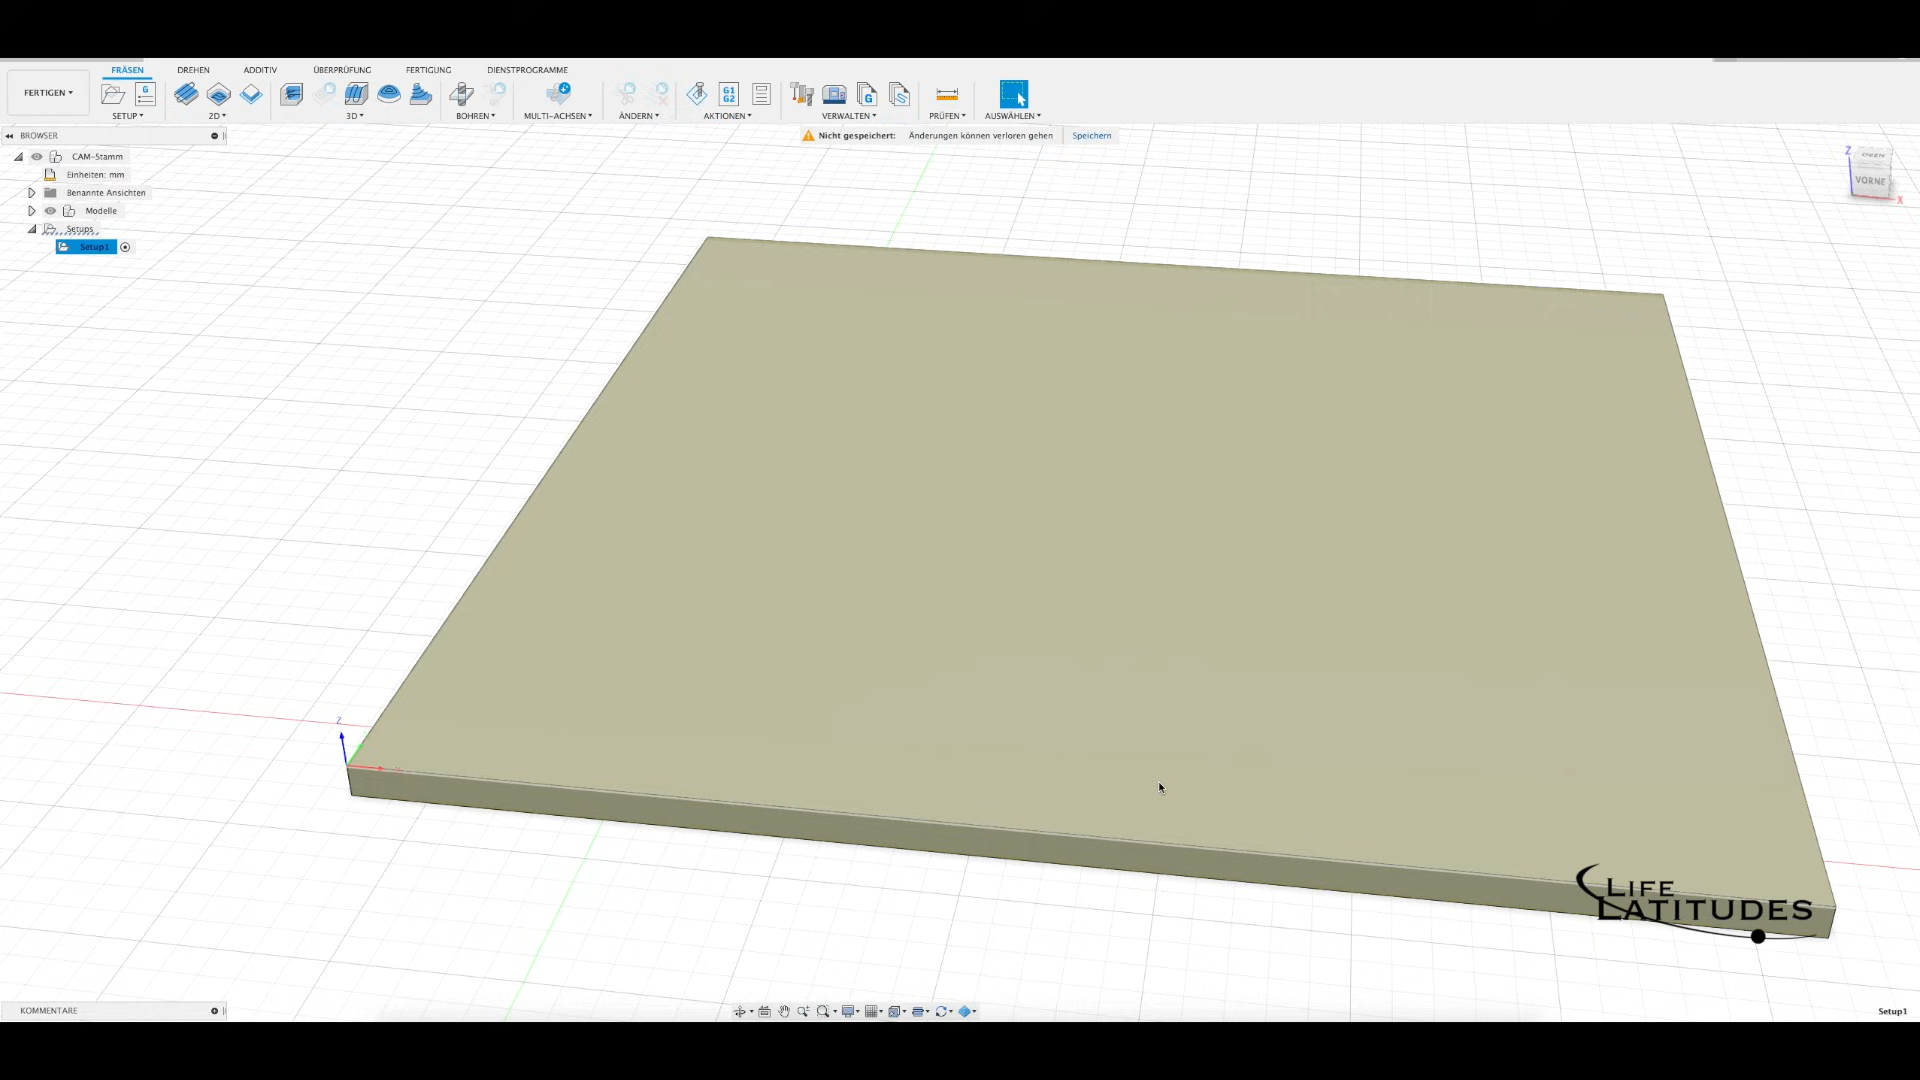 FRÄSEN DREHEN ADDITIV ÜBERPRÜFUNG FERTIGUNG DIENSTPROGRAMME
FERTIGEN
G G1 G2 G
SETUP 2D 3D BOHREN MULTI-ACHSEN ÄNDERN AKTIONEN VERWALTEN PRÜFEN AUSWÄHLEN
BROWSER
Nicht gespeichert: Änderungen können verloren gehen Speichern
CAM-Stamm
Einheiten: mm
Benannte Ansichten
Modelle
Setups
Setup1
Z
VORNE
X
Z
LIFE
LATITUDES
KOMMENTARE
Setup1